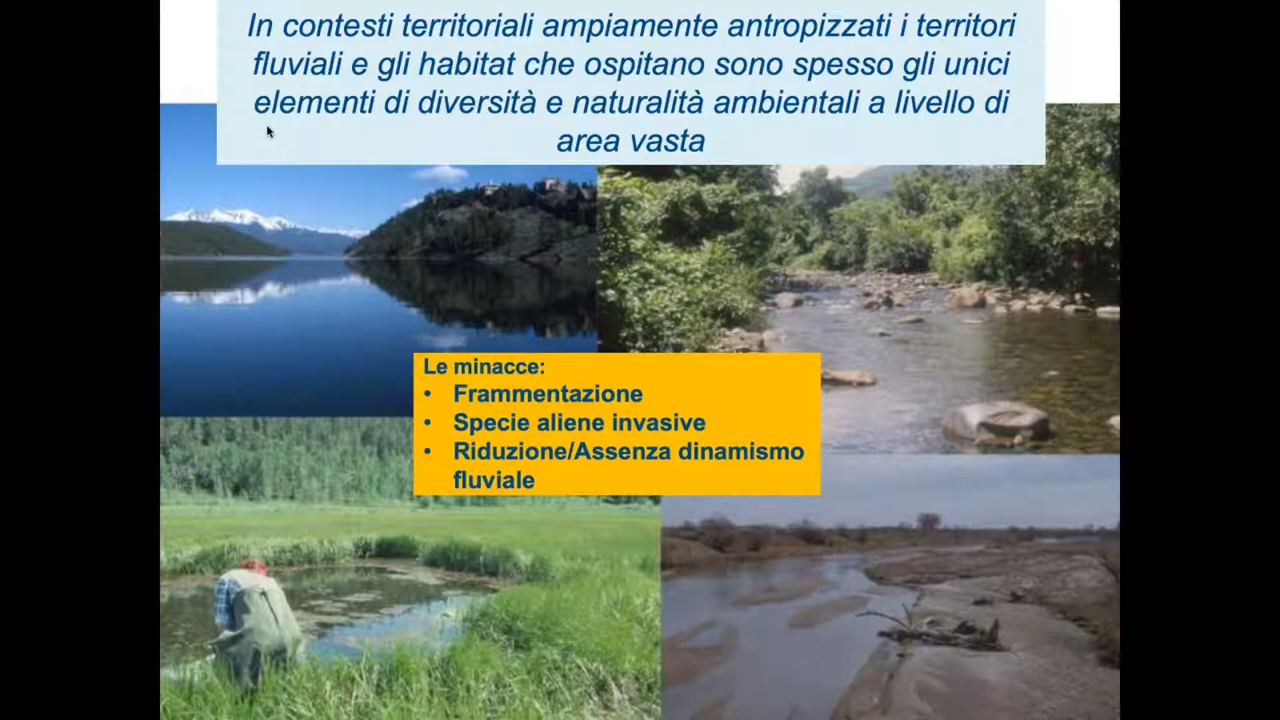 In contesti territoriali ampiamente antropizzati i territori
fluviali e gli habitat che ospitano sono spesso gli unici
elementi di diversità e naturalità ambientali a livello di
area vasta
Le minacce:
• Frammentazione
• Specie aliene invasive
• Riduzione/Assenza dinamismo
fluviale